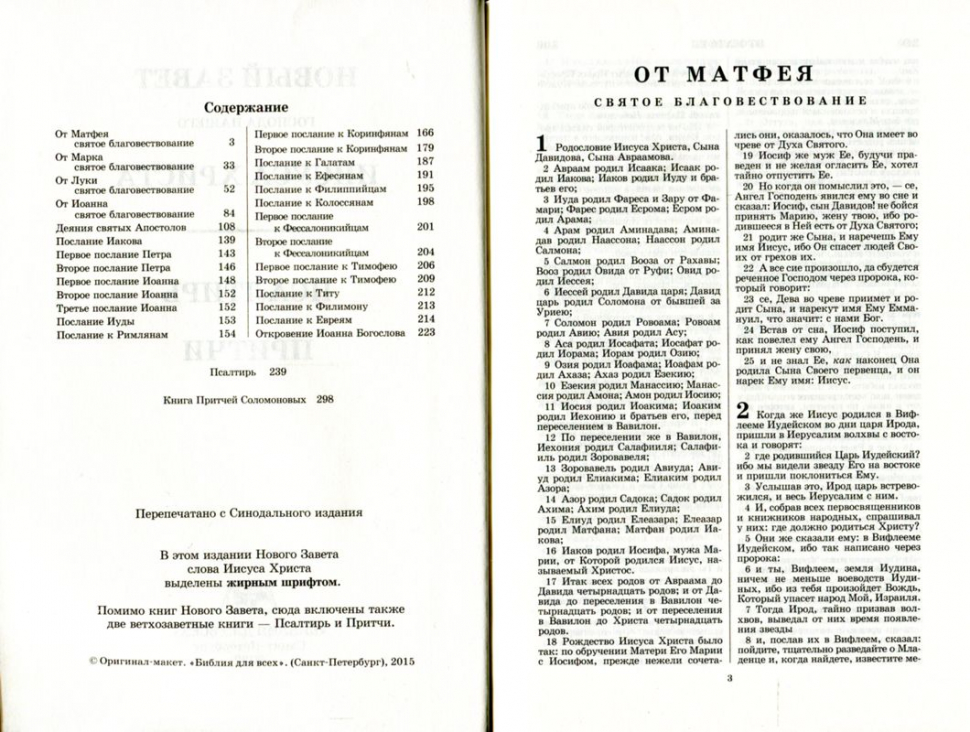 Содержание
От Матфея
святое благовествование 3
От Марка
святое благовествование 33
От Луки
святое благовествование 52
От Иоанна
святое благовествование 84
Деяния святых Апостолов 108
Послание Иакова 139
Первое послание Петра 143
Второе послание Петра 146
Первое послание Иоанна 148
Второе послание Иоанна 152
Третье послание Иоанна 152
Послание Иуды 153
Послание к Римлянам 154
Первое послание к Коринфянам 166
Второе послание к Коринфянам 179
Послание к Галатам 187
Послание к Ефесянам 191
Послание к Филиппийцам 195
Послание к Колоссянам 198
Первое послание
к Фессалоникийцам 201
Второе послание
к Фессалоникийцам 204
Первое послание к Тимофею 206
Второе послание к Тимофею 209
Послание к Титу 212
Послание к Филимону 213
Послание к Евреям 214
Откровение Иоанна Богослова 223
Псалтирь 239
Книга Притчей Соломоновых 298
Перепечатано с Синодального издания
В этом издании Нового Завета
слова Иисуса Христа
выделены жирным шрифтом.
Помимо книг Нового Завета, сюда включены также
две ветхозаветные книги — Псалтирь и Притчи.
© Оригинал-макет. «Библия для всех». (Санкт-Петербург), 2015
ОТ МАТФЕЯ
СВЯТОЕ БЛАГОВЕСТВОВАНИЕ
1 Родословие Иисуса Христа, Сына
Давидова, Сына Авраамова.
2 Авраам родил Исаака; Исаак ро-
дил Иакова; Иаков родил Иуду и бра-
тьев его;
3 Иуда родил Фареса и Зару от Фа-
мари; Фарес родил Есрома; Есром ро-
дил Арама;
4 Арам родил Аминадава; Амина-
дав родил Наассона; Наассон родил
Салмона;
5 Салмон родил Вооза от Рахавы;
Вооз родил Овида от Руфи; Овид ро-
дил Иессея;
6 Иессей родил Давида царя; Давид
царь родил Соломона от бывшей за
Уриею;
7 Соломон родил Ровоама; Ровоам
родил Авию; Авия родил Асу;
8 Аса родил Иосафата; Иосафат ро-
дил Иорама; Иорам родил Озию;
9 Озия родил Иоафама; Иоафам ро-
дил Ахаза; Ахаз родил Езекию;
10 Езекия родил Манассию; Манас-
сия родил Амона; Амон родил Иосию;
11 Иосия родил Иоакима; Иоаким
родил Иехонию и братьев его, перед
переселением в Вавилон.
12 По переселении же в Вавилон,
Иехония родил Салафииля; Салафи-
иль родил Зоровавеля;
13 Зоровавель родил Авиуда; Ави-
уд родил Елиакима; Елиаким родил
Азора;
14 Азор родил Садока; Садок родил
Ахима; Ахим родил Елиуда;
15 Елиуд родил Елеазара; Елеазар
родил Матфана; Матфан родил Иа-
кова;
16 Иаков родил Иосифа, мужа Ма-
рии, от Которой родился Иисус, на-
зываемый Христос.
17 Итак всех родов от Авраама до
Давида четырнадцать родов; и от Да-
вида до переселения в Вавилон че-
тырнадцать родов; и от переселения
в Вавилон до Христа четырнадцать
родов.
18 Рождество Иисуса Христа было
так: по обручении Матери Его Марии
с Иосифом, прежде нежели сочета-
лись они, оказалось, что Она имеет во
чреве от Духа Святого.
19 Иосиф же муж Ее, будучи пра-
веден и не желая огласить Ее, хотел
тайно отпустить Ее.
20 Но когда он помыслил это, — се,
Ангел Господень явился ему во сне и
сказал: Иосиф, сын Давидов! не бойся
принять Марию, жену твою, ибо ро-
дившееся в Ней есть от Духа Святого;
21 родит же Сына, и наречешь Ему
имя Иисус, ибо Он спасет людей Сво-
их от грехов их.
22 А все сие произошло, да сбудется
реченное Господом через пророка, ко-
торый говорит:
23 се, Дева во чреве приимет и ро-
дит Сына, и нарекут имя Ему Емма-
нуил, что значит: с нами Бог.
24 Встав от сна, Иосиф поступил,
как повелел ему Ангел Господень, и
принял жену свою,
25 и не знал Ее, как наконец Она
родила Сына Своего первенца, и он
нарек Ему имя: Иисус.
2 Когда же Иисус родился в Виф-
лееме Иудейском во дни царя Ирода,
пришли в Иерусалим волхвы с восто-
ка и говорят:
2 где родившийся Царь Иудейский?
ибо мы видели звезду Его на востоке
и пришли поклониться Ему.
3 Услышав это, Ирод царь встрево-
жился, и весь Иерусалим с ним.
4 И, собрав всех первосвященников
и книжников народных, спрашивал
у них: где должно родиться Христу?
5 Они же сказали ему: в Вифлееме
Иудейском, ибо так написано через
пророка:
6 и ты, Вифлеем, земля Иудина,
ничем не меньше воеводств Иуди-
ных, ибо из тебя произойдет Вождь,
Который упасет народ Мой, Израиля.
7 Тогда Ирод, тайно призвав вол-
хвов, выведал от них время появле-
ния звезды
8 и, послав их в Вифлеем, сказал:
пойдите, тщательно разведайте о Мла-
денце и, когда найдете, известите ме-
3